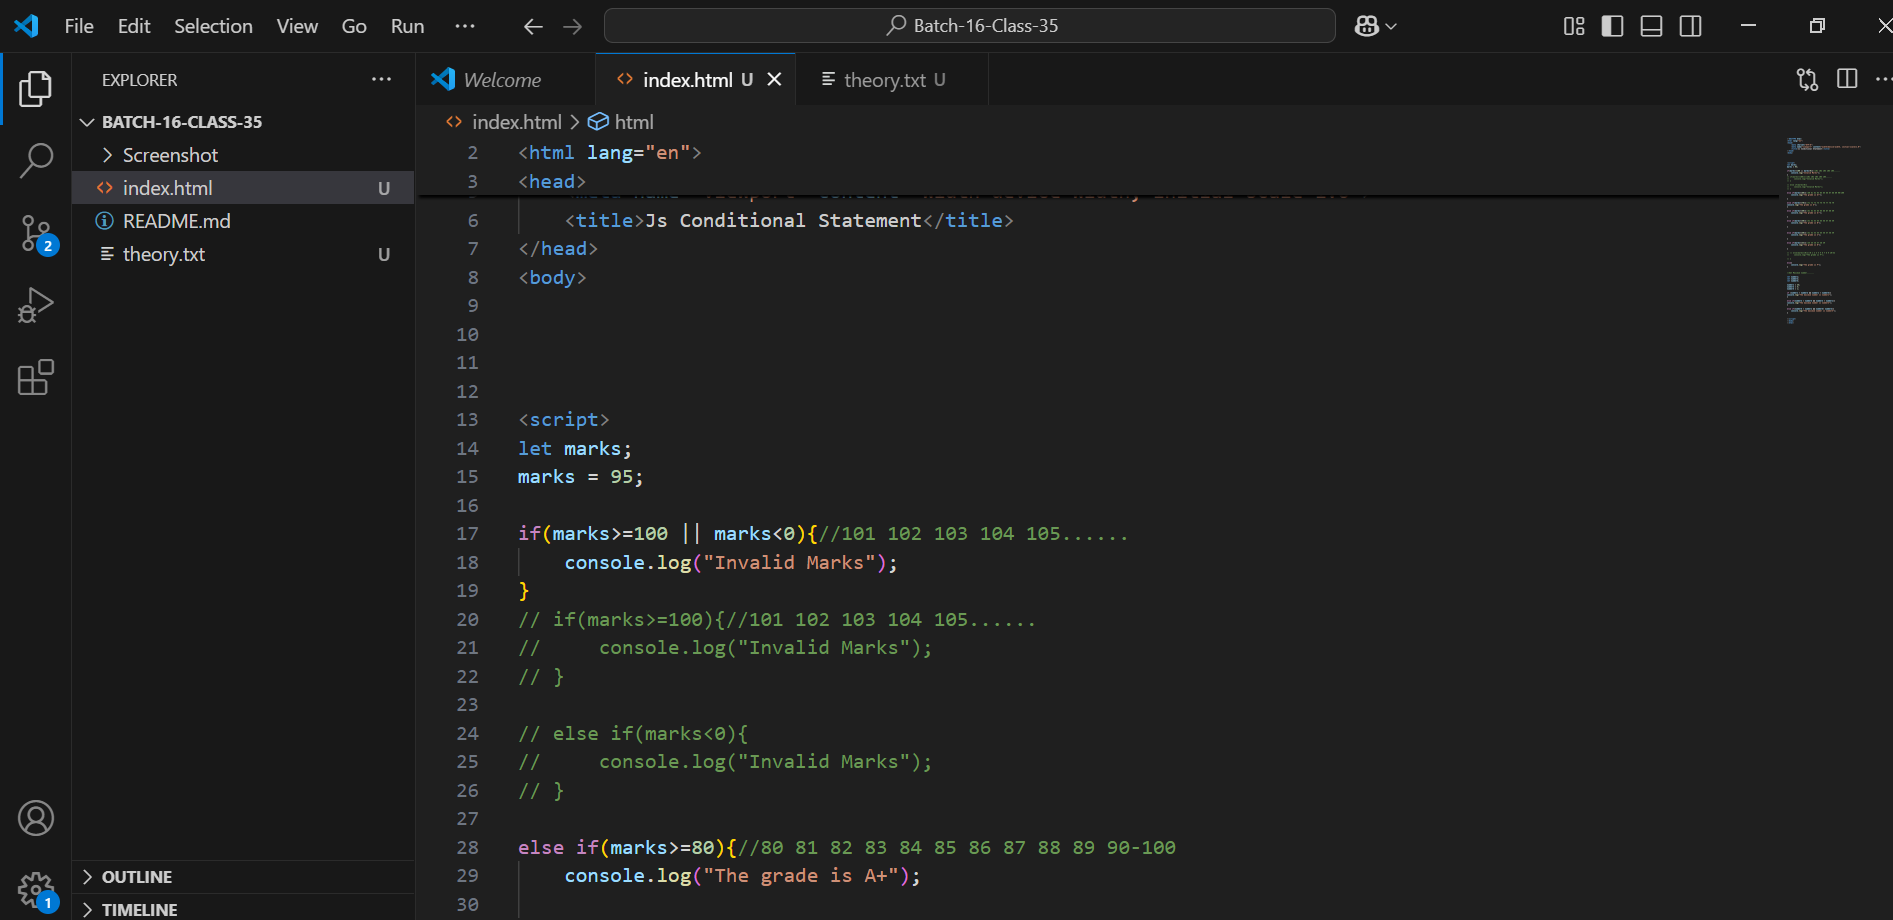 File Edit Selection View Go Run ··· Batch-16-Class-35
EXPLORER ···
BATCH-16-CLASS-35
Screenshot
index.html U
README.md
theory.txt U
2
1
OUTLINE
TIMELINE
Welcome index.html U theory.txt U
index.html > html
2 <html lang="en">
3 <head>
6 <title>Js Conditional Statement</title>
7 </head>
8 <body>
9
10
11
12
13 <script>
14 let marks;
15 marks = 95;
16
17 if(marks>=100 || marks<0){//101 102 103 104 105......
18 console.log("Invalid Marks");
19 }
20 // if(marks>=100){//101 102 103 104 105......
21 //     console.log("Invalid Marks");
22 // }
23
24 // else if(marks<0){
25 //     console.log("Invalid Marks");
26 // }
27
28 else if(marks>=80){//80 81 82 83 84 85 86 87 88 89 90-100
29 console.log("The grade is A+");
30